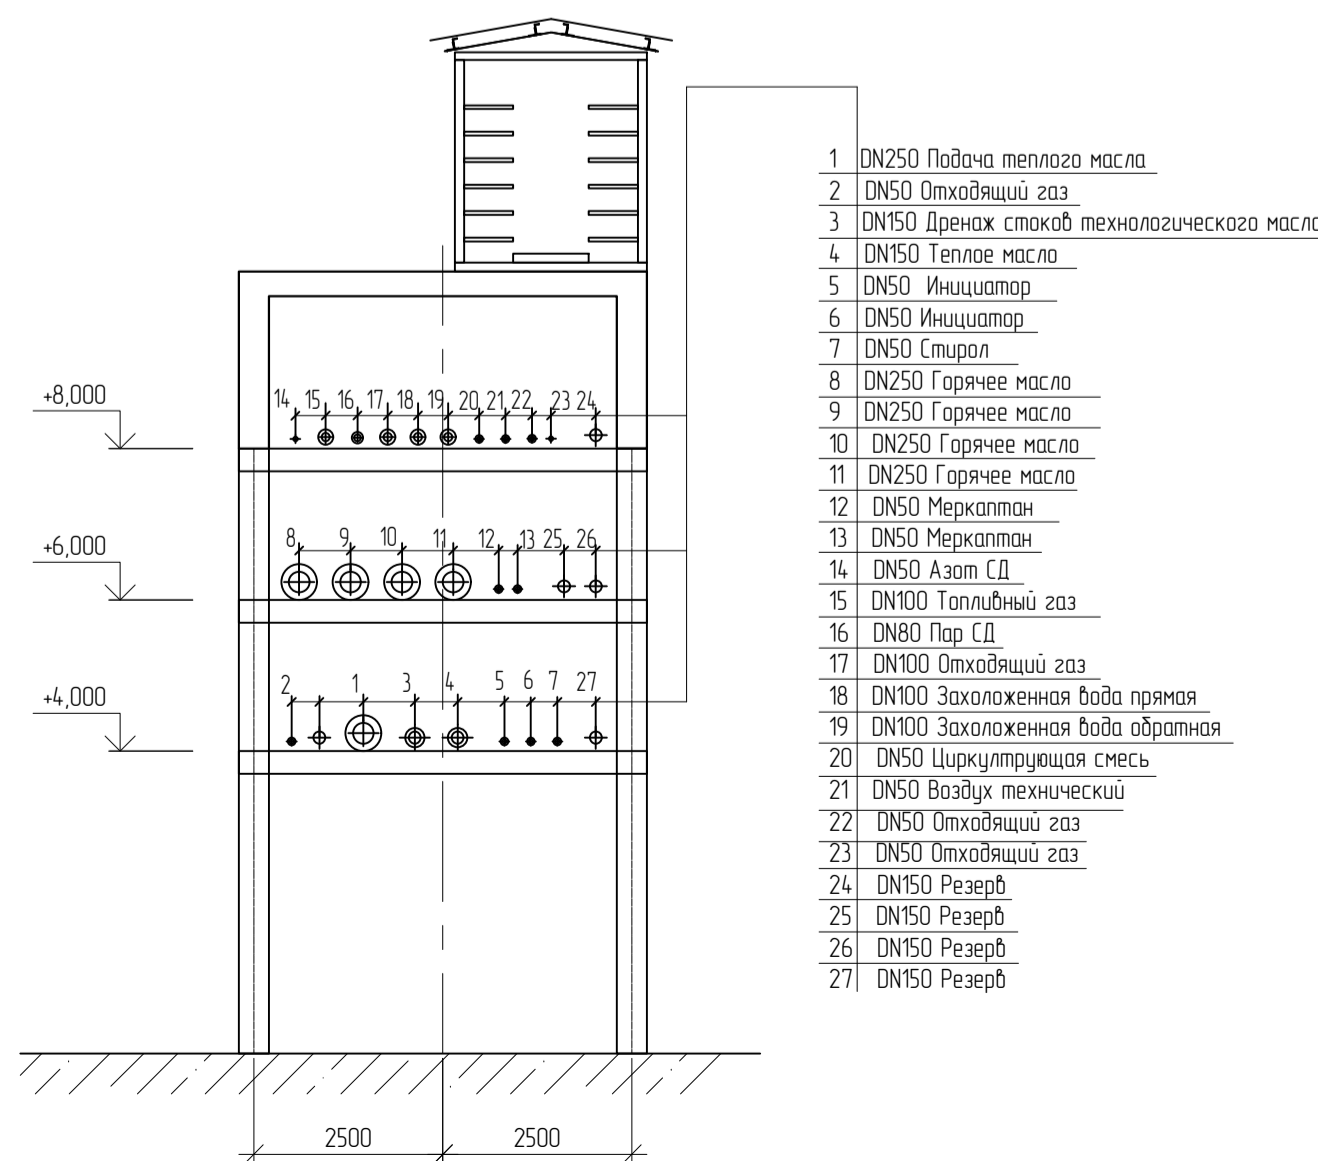 1 DN250 Подача теплого масла
2 DN50 Отходящий газ
3 DN150 Дренаж стоков технологического масла
4 DN150 Теплое масло
5 DN50 Инициатор
6 DN50 Инициатор
7 DN50 Стирол
8 DN250 Горячее масло
9 DN250 Горячее масло
10 DN250 Горячее масло
11 DN250 Горячее масло
12 DN50 Меркаптан
13 DN50 Меркаптан
14 DN50 Азот СД
15 DN100 Топливный газ
16 DN80 Пар СД
17 DN100 Отходящий газ
18 DN100 Захоложенная вода прямая
19 DN100 Захоложенная вода обратная
20 DN50 Циркултрующая смесь
21 DN50 Воздух технический
22 DN50 Отходящий газ
23 DN50 Отходящий газ
24 DN150 Резерв
25 DN150 Резерв
26 DN150 Резерв
27 DN150 Резерв
+8,000
14 15 16 17 18 19 20 21 22 23 24
+6,000
8 9 10 11 12 13 25 26
+4,000
2 1 3 4 5 6 7 27
2500 2500